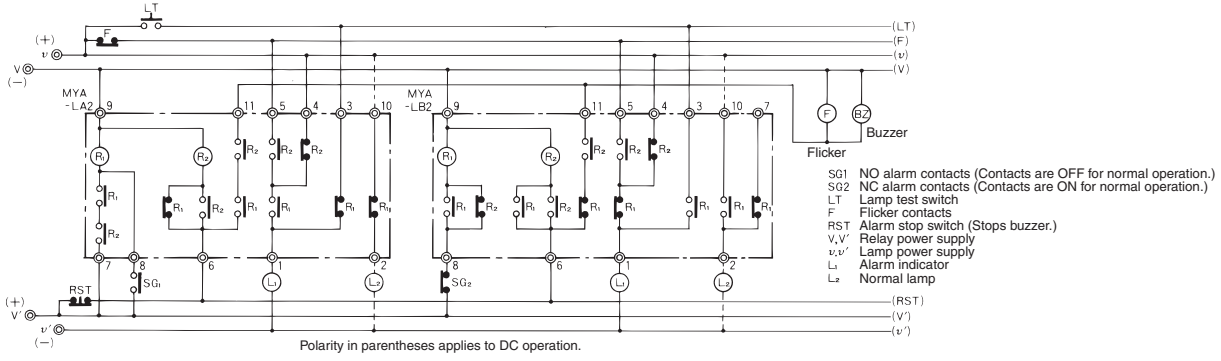 LT
(LT)
(+)
F
(F)
υ
(υ)
V
(V)
(−)
MYA
-LA2
9
11
5
4
3
10
MYA
-LB2
9
11
5
4
3
10
7
F
BZ
Buzzer
Flicker
R₁
R₂
R₂
R₂
R₂
R₁
R₂
R₂
R₂
R₂
R₁
R₂
R₁
R₂
R₁
R₁
R₁
R₁
R₁
R₁
R₂
R₂
R₁
R₁
R₁
R₁
R₁
7
8
6
1
2
8
6
1
2
SG₁
L₁
L₂
SG₂
L₁
L₂
RST
(+)
(RST)
V'
(V')
υ'
(υ')
(−)
SG1 NO alarm contacts (Contacts are OFF for normal operation.)
SG2 NC alarm contacts (Contacts are ON for normal operation.)
LT Lamp test switch
F Flicker contacts
RST Alarm stop switch (Stops buzzer.)
V,V' Relay power supply
υ,υ' Lamp power supply
L₁ Alarm indicator
L₂ Normal lamp
Polarity in parentheses applies to DC operation.